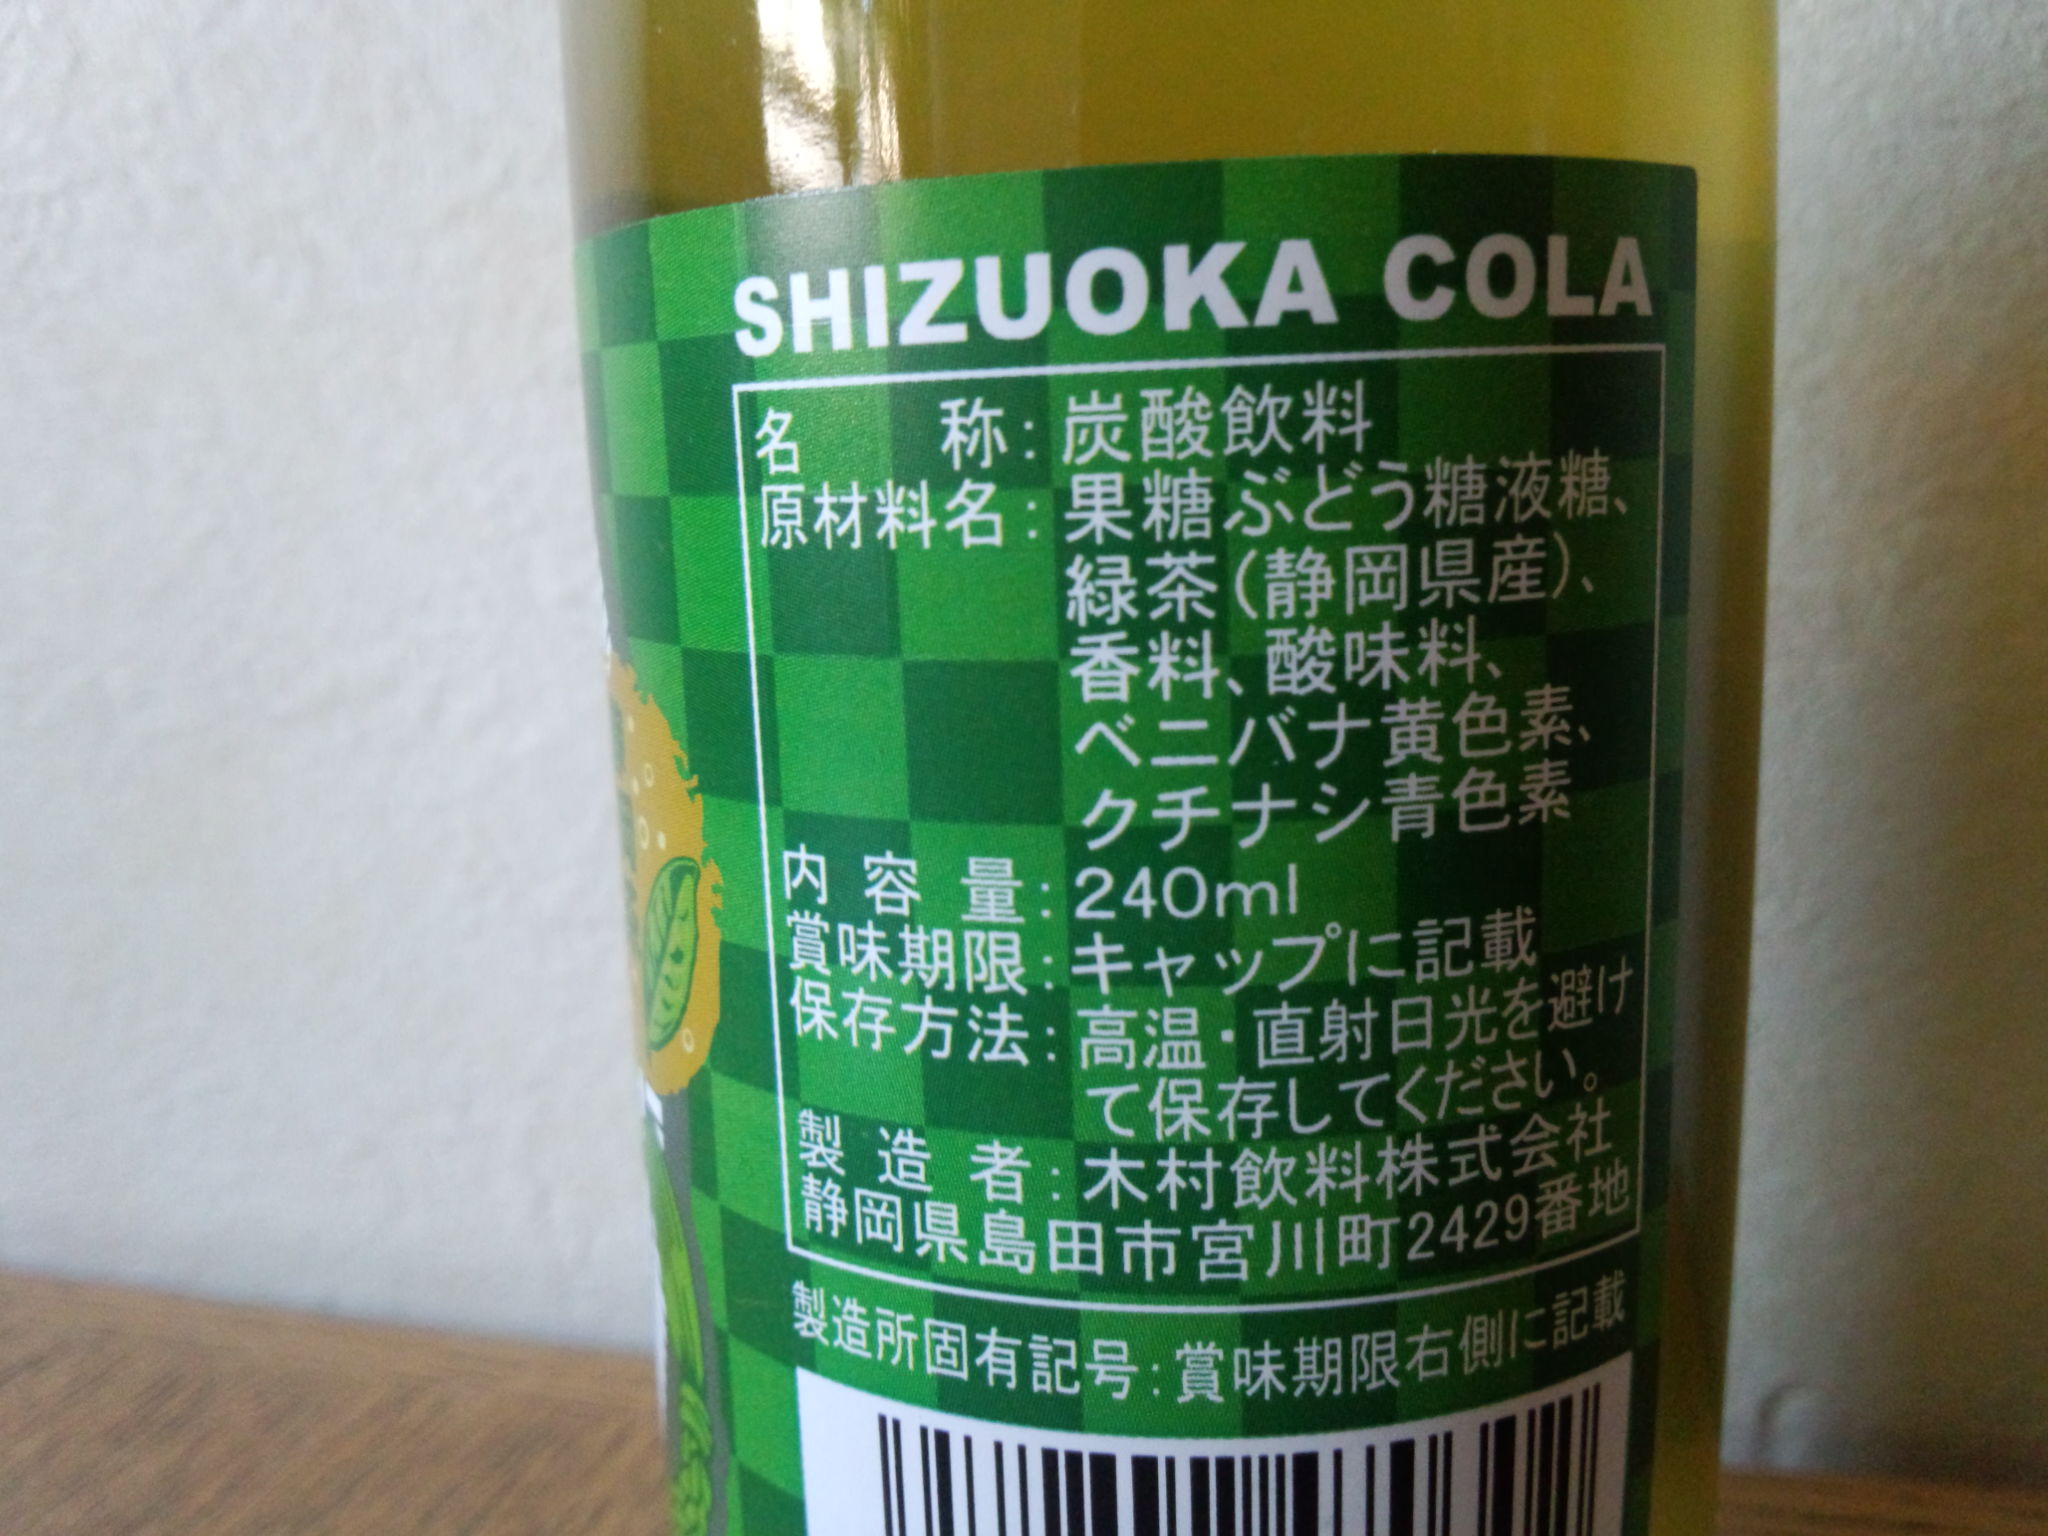 SHIZUOKA COLA
名称:炭酸飲料
原材料名:果糖ぶどう糖液糖、
緑茶(静岡県産)、
香料、酸味料、
ベニバナ黄色素、
クチナシ青色素
内容量:240ml
賞味期限:キャップに記載
保存方法:高温・直射日光を避け
て保存してください。
製造者:木村飲料株式会社
静岡県島田市宮川町2429番地
製造所固有記号:賞味期限右側に記載